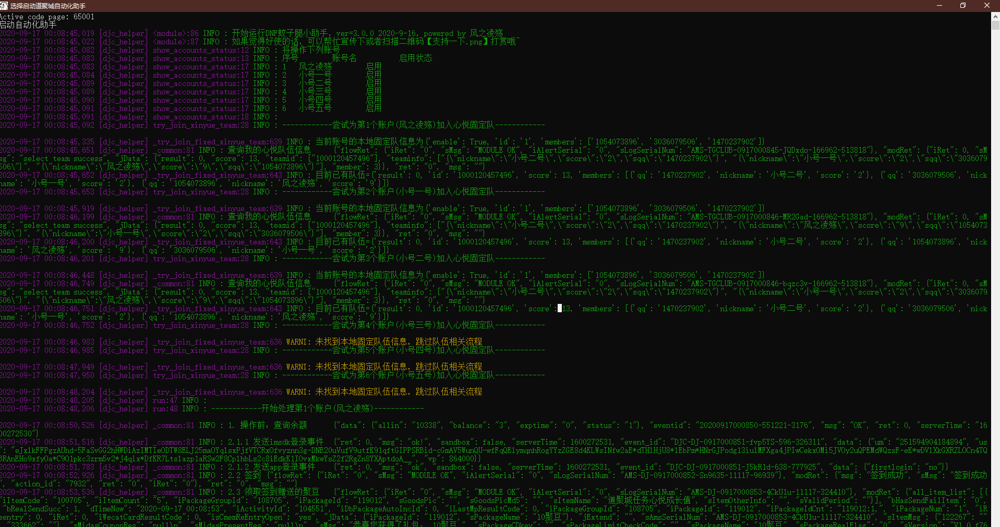 选择启动道聚城自动化助手
Active code page: 65001
启动自动化助手
2020-09-17 00:08:45,019 [djc_helper] <module>:86 INFO : 开始运行DNF蚊子腿小助手，ver=3.0.0 2020-9-16，powered by 风之凌殇
2020-09-17 00:08:45,022 [djc_helper] <module>:87 INFO : 如果觉得好使的话，可以帮忙宣传下或者扫描二维码【支持一下.png】打赏哦~
2020-09-17 00:08:45,082 [djc_helper] show_accounts_status:12 INFO : 将操作下列账号
2020-09-17 00:08:45,083 [djc_helper] show_accounts_status:13 INFO : 序号 账号名 启用状态
2020-09-17 00:08:45,083 [djc_helper] show_accounts_status:17 INFO : 1 风之凌殇 启用
2020-09-17 00:08:45,084 [djc_helper] show_accounts_status:17 INFO : 2 小号一号 启用
2020-09-17 00:08:45,089 [djc_helper] show_accounts_status:17 INFO : 3 小号二号 启用
2020-09-17 00:08:45,089 [djc_helper] show_accounts_status:17 INFO : 4 小号三号 启用
2020-09-17 00:08:45,090 [djc_helper] show_accounts_status:17 INFO : 5 小号四号 启用
2020-09-17 00:08:45,091 [djc_helper] show_accounts_status:17 INFO : 6 小号五号 启用
2020-09-17 00:08:45,091 [djc_helper] show_accounts_status:18 INFO :
2020-09-17 00:08:45,092 [djc_helper] try_join_xinyue_team:28 INFO : ------------尝试为第1个账户(风之凌殇)加入心悦固定队------------
2020-09-17 00:08:45,335 [djc_helper] _try_join_fixed_xinyue_team:639 INFO : 当前账号的本地固定队信息为{'enable': True, 'id': '1', 'members': ['1054073896', '3036079506', '1470237902']}
2020-09-17 00:08:45,651 [djc_helper] _common:81 INFO : 查询我的心悦队伍信息 {"flowRet": {"iRet": "0", "sMsg": "MODULE OK", "iAlertSerial": "0", "sLogSerialNum": "AMS-TGCLUB-0917000845-JQDxdo-166962-513818"}, "modRet": {"iRet": 0, "sM
sg": "select team success", "jData": {"result": 0, "score": 13, "teamid": ["1000120457496"], "teaminfo": ["{\"nickname\":\"小号二号\",\"score\":\"2\",\"sqq\":\"1470237902\"}", "{\"nickname\":\"小号一号\",\"score\":\"2\",\"sqq\":\"3036079
506\"}", "{\"nickname\":\"风之凌殇\",\"score\":\"9\",\"sqq\":\"1054073896\"}"], "member": 3}}, "ret": "0", "msg": ""}
2020-09-17 00:08:45,652 [djc_helper] _try_join_fixed_xinyue_team:643 INFO : 目前已有队伍={'result': 0, 'id': '1000120457496', 'score': 13, 'members': [{'qq': '1470237902', 'nickname': '小号二号', 'score': '2'}, {'qq': '3036079506', 'nick
name': '小号一号', 'score': '2'}, {'qq': '1054073896', 'nickname': '风之凌殇', 'score': '9'}]}
2020-09-17 00:08:45,653 [djc_helper] try_join_xinyue_team:28 INFO : ------------尝试为第2个账户(小号一号)加入心悦固定队------------
2020-09-17 00:08:45,919 [djc_helper] _try_join_fixed_xinyue_team:639 INFO : 当前账号的本地固定队信息为{'enable': True, 'id': '1', 'members': ['1054073896', '3036079506', '1470237902']}
2020-09-17 00:08:46,199 [djc_helper] _common:81 INFO : 查询我的心悦队伍信息 {"flowRet": {"iRet": "0", "sMsg": "MODULE OK", "iAlertSerial": "0", "sLogSerialNum": "AMS-TGCLUB-0917000846-MR2Gad-166962-513818"}, "modRet": {"iRet": 0, "sM
sg": "select team success", "jData": {"result": 0, "score": 13, "teamid": ["1000120457496"], "teaminfo": ["{\"nickname\":\"小号二号\",\"score\":\"2\",\"sqq\":\"1470237902\"}", "{\"nickname\":\"风之凌殇\",\"score\":\"9\",\"sqq\":\"1054073
896\"}", "{\"nickname\":\"小号一号\",\"score\":\"2\",\"sqq\":\"3036079506\"}"], "member": 3}}, "ret": "0", "msg": ""}
2020-09-17 00:08:46,200 [djc_helper] _try_join_fixed_xinyue_team:643 INFO : 目前已有队伍={'result': 0, 'id': '1000120457496', 'score': 13, 'members': [{'qq': '1470237902', 'nickname': '小号二号', 'score': '2'}, {'qq': '1054073896', 'nick
name': '风之凌殇', 'score': '9'}, {'qq': '3036079506', 'nickname': '小号一号', 'score': '2'}]}
2020-09-17 00:08:46,201 [djc_helper] try_join_xinyue_team:28 INFO : ------------尝试为第3个账户(小号二号)加入心悦固定队------------
2020-09-17 00:08:46,448 [djc_helper] _try_join_fixed_xinyue_team:639 INFO : 当前账号的本地固定队信息为{'enable': True, 'id': '1', 'members': ['1054073896', '3036079506', '1470237902']}
2020-09-17 00:08:46,749 [djc_helper] _common:81 INFO : 查询我的心悦队伍信息 {"flowRet": {"iRet": "0", "sMsg": "MODULE OK", "iAlertSerial": "0", "sLogSerialNum": "AMS-TGCLUB-0917000846-bqzc3v-166962-513818"}, "modRet": {"iRet": 0, "sM
sg": "select team success", "jData": {"result": 0, "score": 13, "teamid": ["1000120457496"], "teaminfo": ["{\"nickname\":\"小号二号\",\"score\":\"2\",\"sqq\":\"1470237902\"}", "{\"nickname\":\"小号一号\",\"score\":\"2\",\"sqq\":\"3036079
506\"}", "{\"nickname\":\"风之凌殇\",\"score\":\"9\",\"sqq\":\"1054073896\"}"], "member": 3}}, "ret": "0", "msg": ""}
2020-09-17 00:08:46,751 [djc_helper] _try_join_fixed_xinyue_team:643 INFO : 目前已有队伍={'result': 0, 'id': '1000120457496', 'score': 13, 'members': [{'qq': '1470237902', 'nickname': '小号二号', 'score': '2'}, {'qq': '3036079506', 'nick
name': '小号一号', 'score': '2'}, {'qq': '1054073896', 'nickname': '风之凌殇', 'score': '9'}]}
2020-09-17 00:08:46,752 [djc_helper] try_join_xinyue_team:28 INFO : ------------尝试为第4个账户(小号三号)加入心悦固定队------------
2020-09-17 00:08:46,983 [djc_helper] _try_join_fixed_xinyue_team:636 WARNI: 未找到本地固定队伍信息，跳过队伍相关流程
2020-09-17 00:08:46,985 [djc_helper] try_join_xinyue_team:28 INFO : ------------尝试为第5个账户(小号四号)加入心悦固定队------------
2020-09-17 00:08:47,949 [djc_helper] _try_join_fixed_xinyue_team:636 WARNI: 未找到本地固定队伍信息，跳过队伍相关流程
2020-09-17 00:08:47,950 [djc_helper] try_join_xinyue_team:28 INFO : ------------尝试为第6个账户(小号五号)加入心悦固定队------------
2020-09-17 00:08:48,204 [djc_helper] _try_join_fixed_xinyue_team:636 WARNI: 未找到本地固定队伍信息，跳过队伍相关流程
2020-09-17 00:08:48,205 [djc_helper] run:47 INFO :
2020-09-17 00:08:48,206 [djc_helper] run:48 INFO : ------------开始处理第1个账户(风之凌殇)------------
2020-09-17 00:08:50,526 [djc_helper] _common:81 INFO : 1. 操作前：查询余额 {"data": {"allin": "10338", "balance": "3", "exptime": "0", "status": "1"}, "eventid": "20200917000850-551221-3176", "msg": "OK", "ret": 0, "serverTime": "16
00272530"}
2020-09-17 00:08:51,516 [djc_helper] _common:81 INFO : 2.1.1 发送imsdk登录事件 {"ret": 0, "msg": "ok!", "sandbox": false, "serverTime": 1600272531, "event_id": "DJC-DJ-0917000851-fvp5YS-596-326311", "data": {"um": "251594904184894", "us
2020-09-17 00:08:51,783 [djc_helper] _common:81 INFO : 2.1.2 发送app登录事件 {"ret": 0, "msg": "ok", "sandbox": false, "serverTime": 1600272531, "event_id": "DJC-DJ-0917000851-J5kR1d-638-777925", "data": {"firstlogin": "no"}}
2020-09-17 00:08:52,926 [djc_helper] _common:81 INFO : 2.2 签到 {"flowRet": {"iRet": "0", "sMsg": "MODULE OK", "iAlertSerial": "0", "sLogSerialNum": "AMS-DJ-0917000852-Sn9635-11117-96939"}, "modRet": {"msg": "签到成功", "sMsg": "签到成功
", "action_id": "7932", "ret": "0", "iRet": "0"}, "ret": "0", "msg": ""}
2020-09-17 00:08:53,536 [djc_helper] _common:81 INFO : 2.3 领取签到赠送的聚豆 {"flowRet": {"iRet": "0", "sMsg": "MODULE OK", "iAlertSerial": "0", "sLogSerialNum": "AMS-DJ-0917000853-4CkU1u-11117-324410"}, "modRet": {"all_item_list": [{
"iItemCode": "100705", "iItemCount": "5", "iPackageGroupId": "108705", "iPackageId": "119012", "sGoodsPic": "", "sGoodsPicMd5": "", "sItemName": "道聚城任务心悦成长值", "sItemOtherInfo": "", "sValidPeriod": ""}], "bHasSendFailItem": "0",
"bRealSendSucc": 1, "dTimeNow": "2020-09-17 00:08:53", "iActivityId": "104551", "iDbPackageAutoIncId": 0, "iLastMpResultCode": 0, "iPackageGroupId": "108705", "iPackageId": "119012", "iPackageIdCnt": "119012:1,", "iPackageNum": "1", "iR
eentry": 0, "iRet": 0, "iWecatCardResultCode": 0, "isCmemReEntryOpen": "yes", "jData": {"iPackageId": "119012", "sPackageName": "10聚豆"}, "jExtend": "", "sAmsSerialNum": "AMS-DJ-0917000853-4CkU1u-11117-324410", "sItemMsg": {"122267": ""
"333662": ""}, "sMidasCouponRes": "null\n", "sMidasPresentRes": "null\n", "sMsg": "恭喜您获得了礼包： 10聚豆 ", "sPackageCDkey": "", "sPackageLimitCheckCode": "", "sPackageName": "10聚豆", "sPackageRealFlag": "0", "sVersion": "V1.0.f76